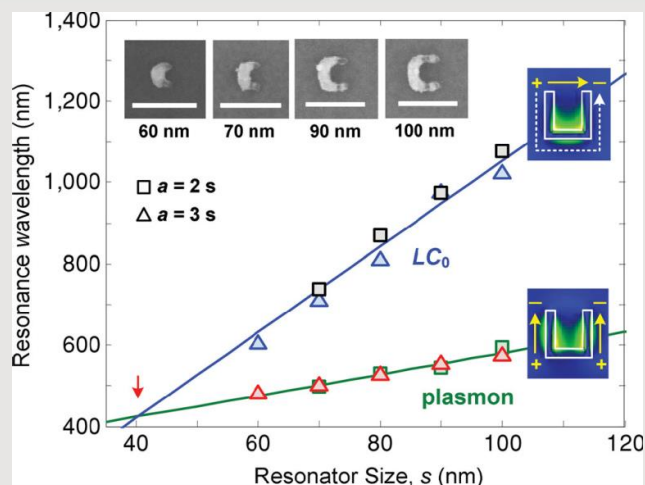 1,400
1,200
1,000
800
600
400
Resonance wavelength (nm)
60 nm
70 nm
90 nm
100 nm
a = 2 s
a = 3 s
LC₀
plasmon
+
−
−
−
+
+
40
60
80
100
120
Resonator Size, s (nm)